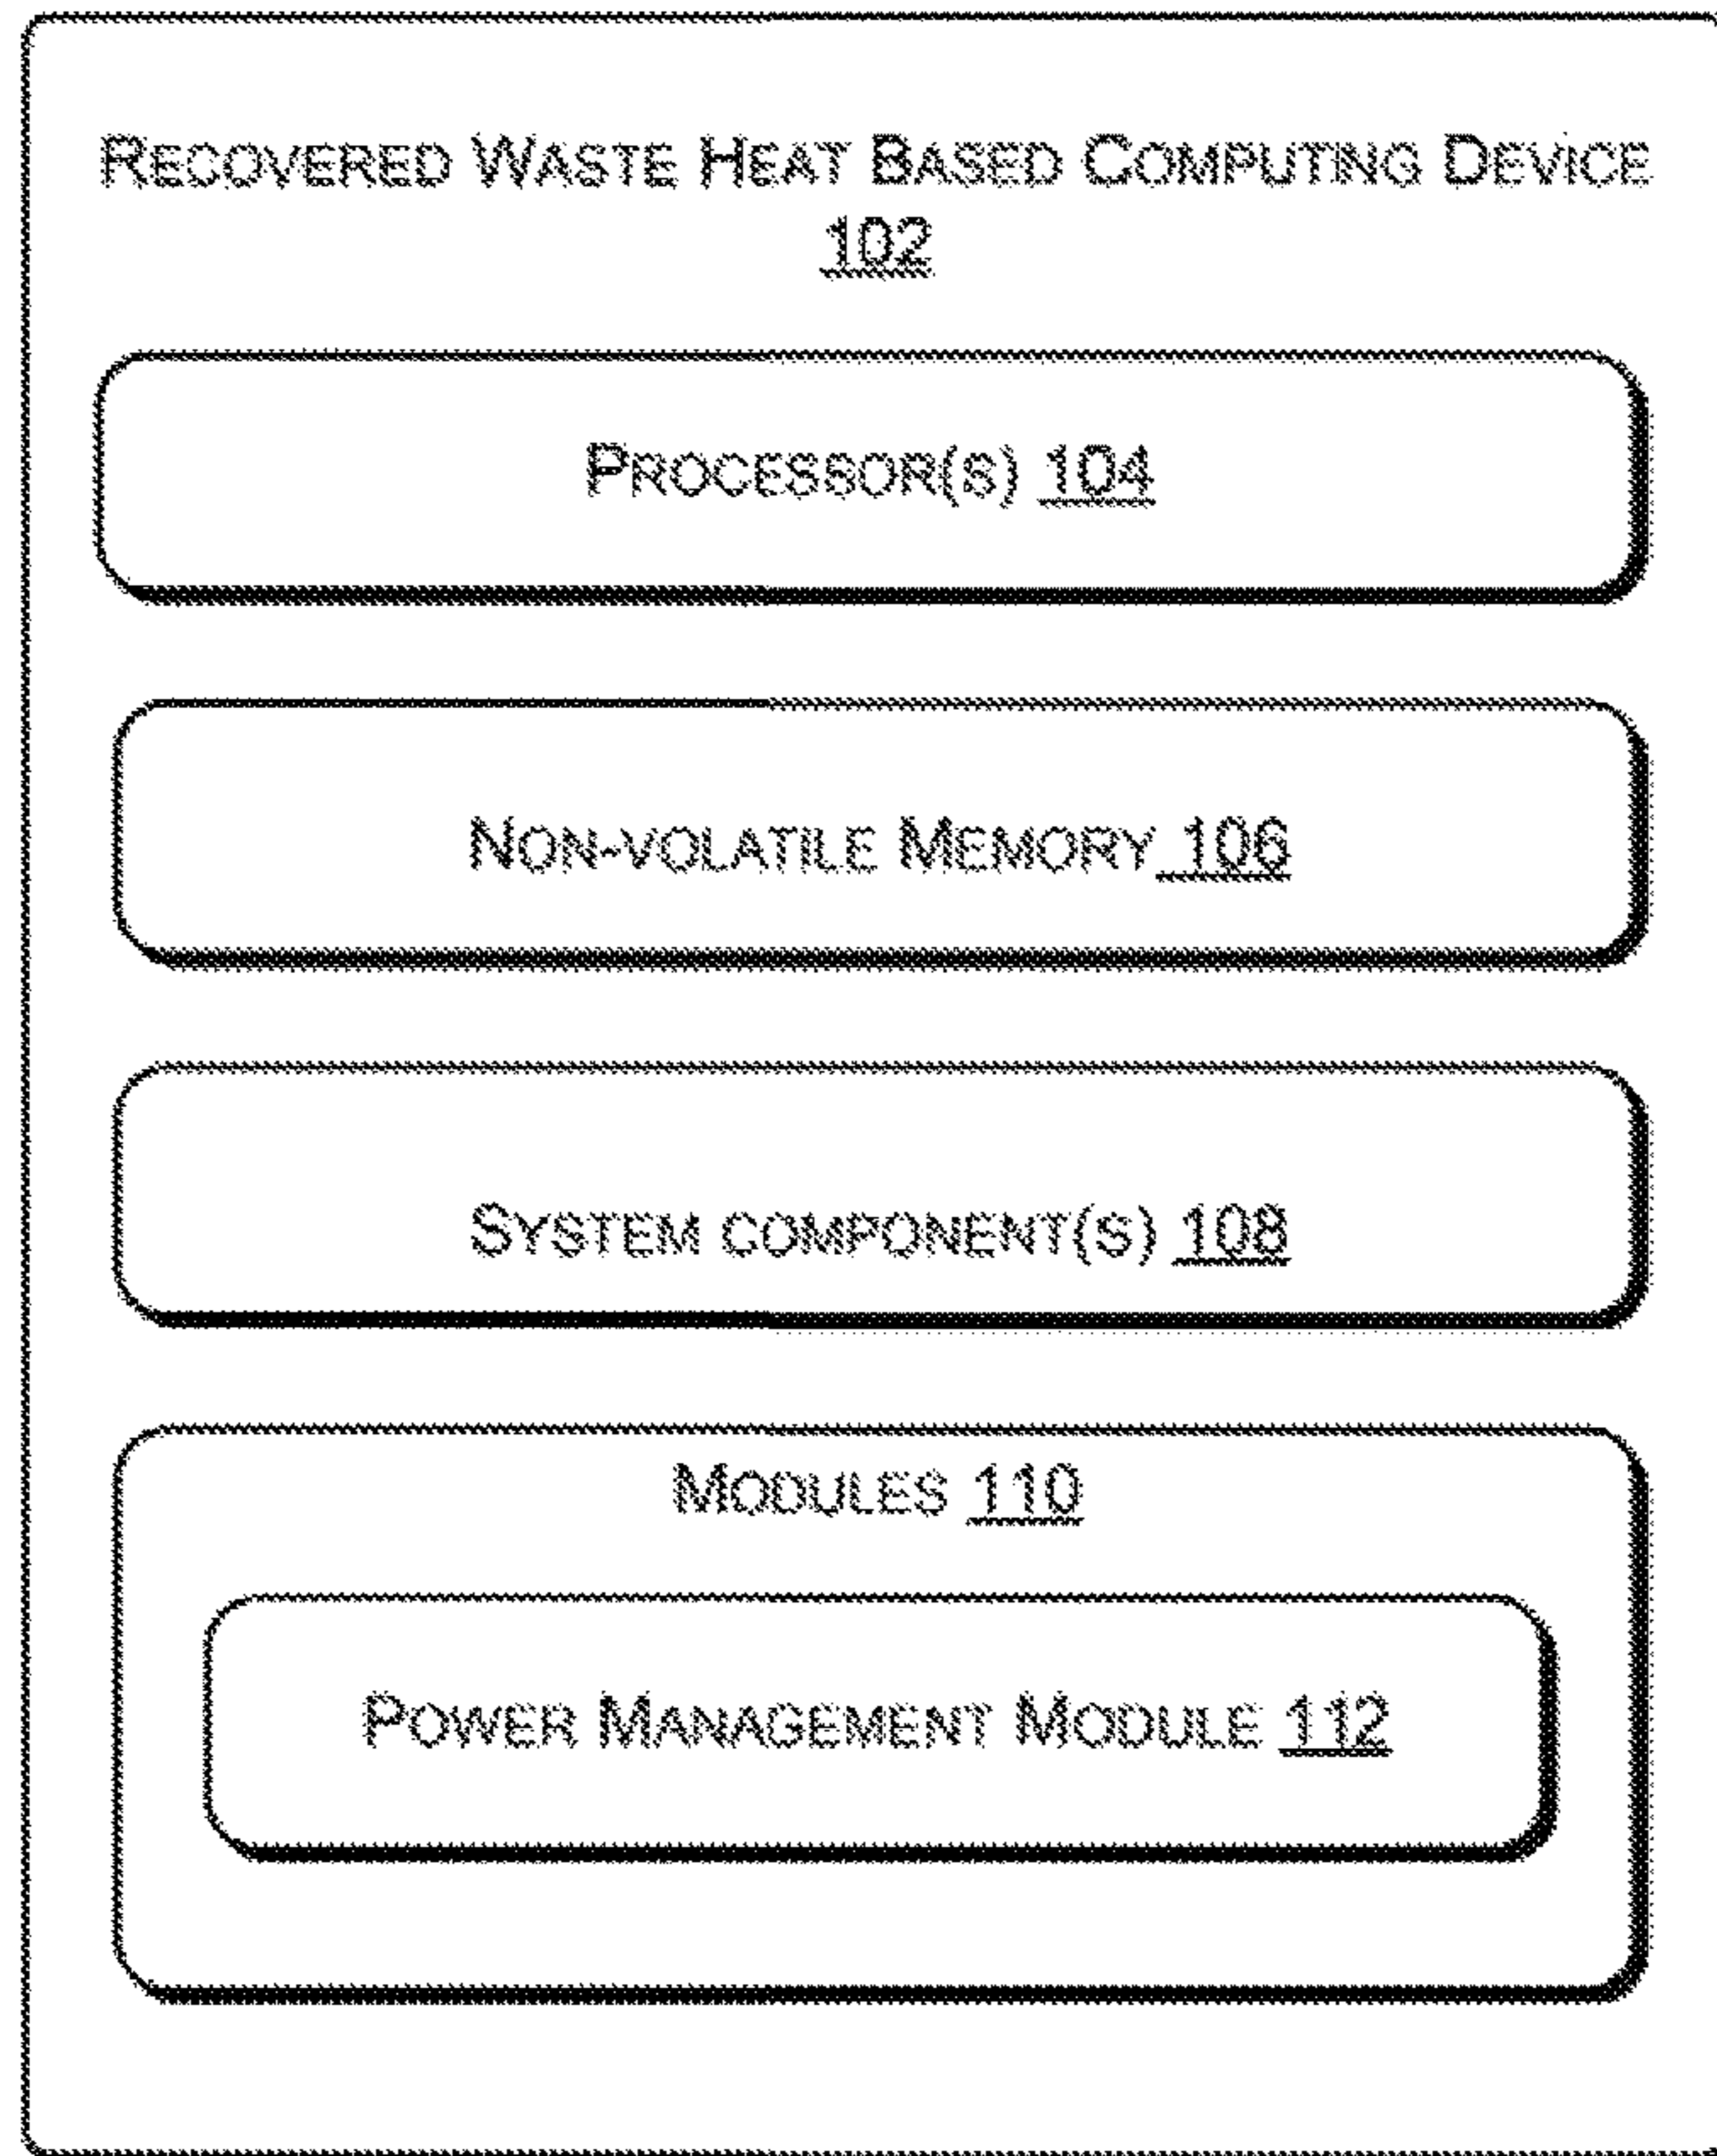 RECOVERED WASTE HEAT BASED COMPUTING DEVICE
102
PROCESSOR(S) 104
NON-VOLATILE MEMORY 106
SYSTEM COMPONENT(S) 108
MODULES 110
POWER MANAGEMENT MODULE 112